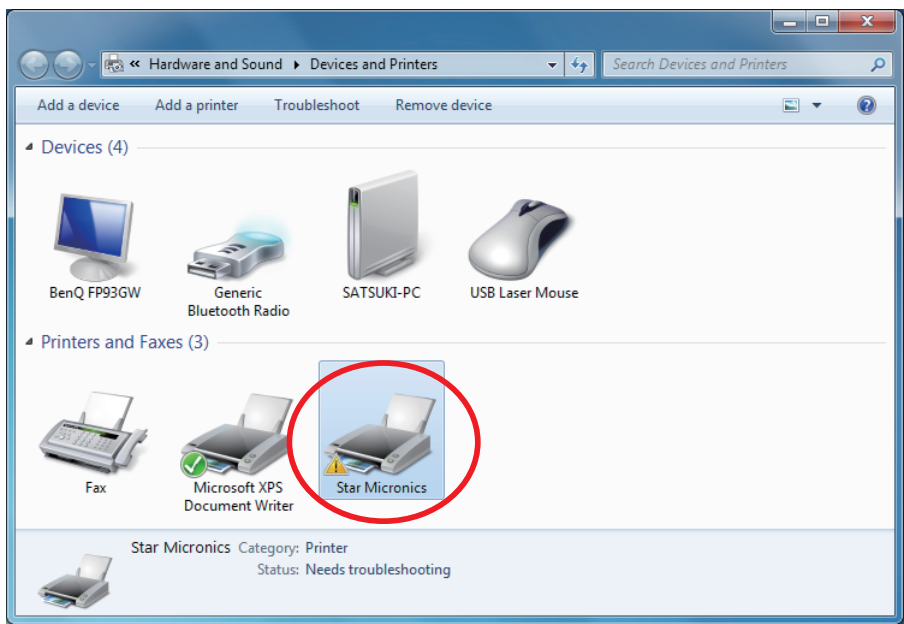 « Hardware and Sound ▸ Devices and Printers
Search Devices and Printers
Add a device Add a printer Troubleshoot Remove device
Devices (4)
BenQ FP93GW
Generic
Bluetooth Radio
SATSUKI-PC
USB Laser Mouse
Printers and Faxes (3)
Fax
Microsoft XPS
Document Writer
Star Micronics
Star Micronics Category: Printer
Status: Needs troubleshooting